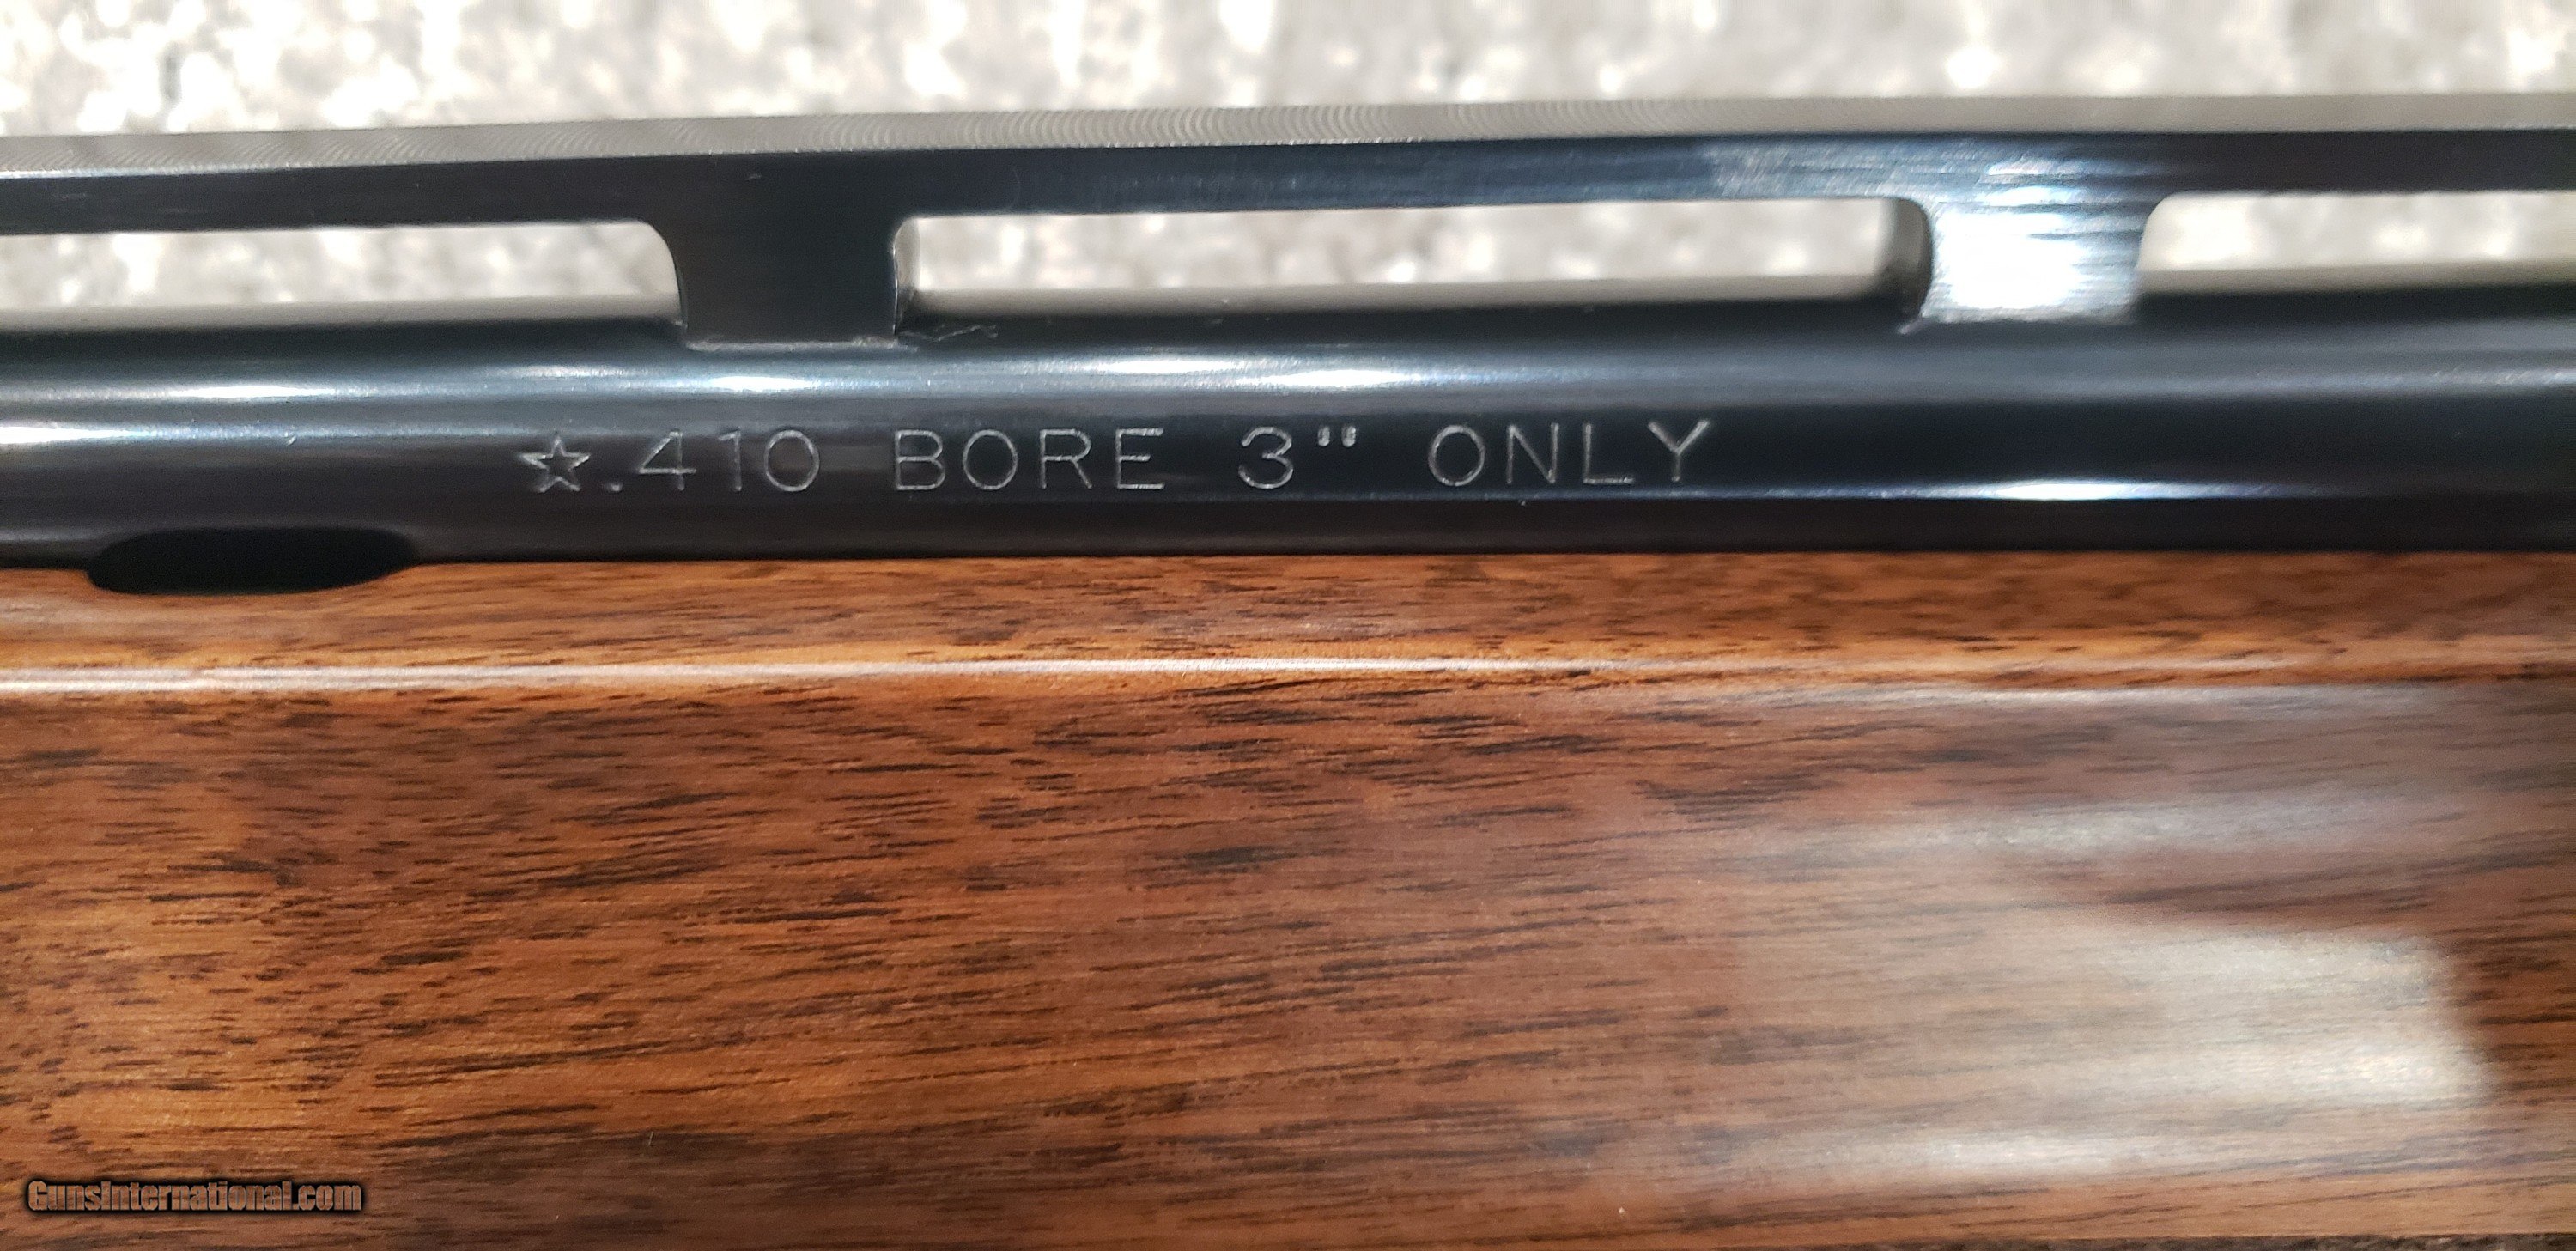 ☆.410 BORE 3" ONLY
GunsInternational.com